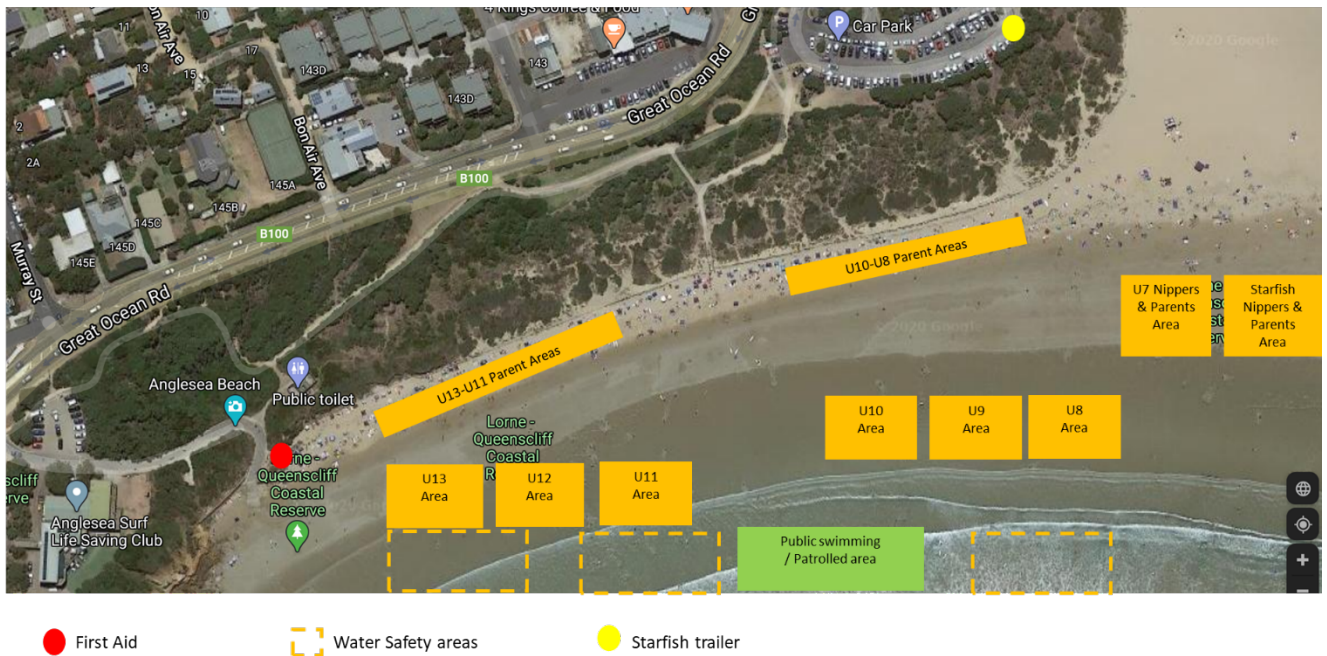 Bon Air Ave
11
10
13
17
15
143D
4 Kings Coffee & Food
143
143D
Great Ocean Rd
Car Park
© 2020 Google
2
2A
Bon Air Ave
145A
B100
145B
145C
145D
145E
B100
Murray St
Great Ocean Rd
U10-U8 Parent Areas
U7 Nippers
& Parents
Area
Starfish
Nippers &
Parents
Area
© 2020 Google
U13-U11 Parent Areas
Anglesea Beach
Public toilet
U10
Area
U9
Area
U8
Area
Lorne -
Queenscliff
Coastal
Queenscliff
Coastal
Reserve
U13
Area
U12
Area
U11
Area
Anglesea Surf
Life Saving Club
Public swimming
/ Patrolled area
First Aid
Water Safety areas
Starfish trailer